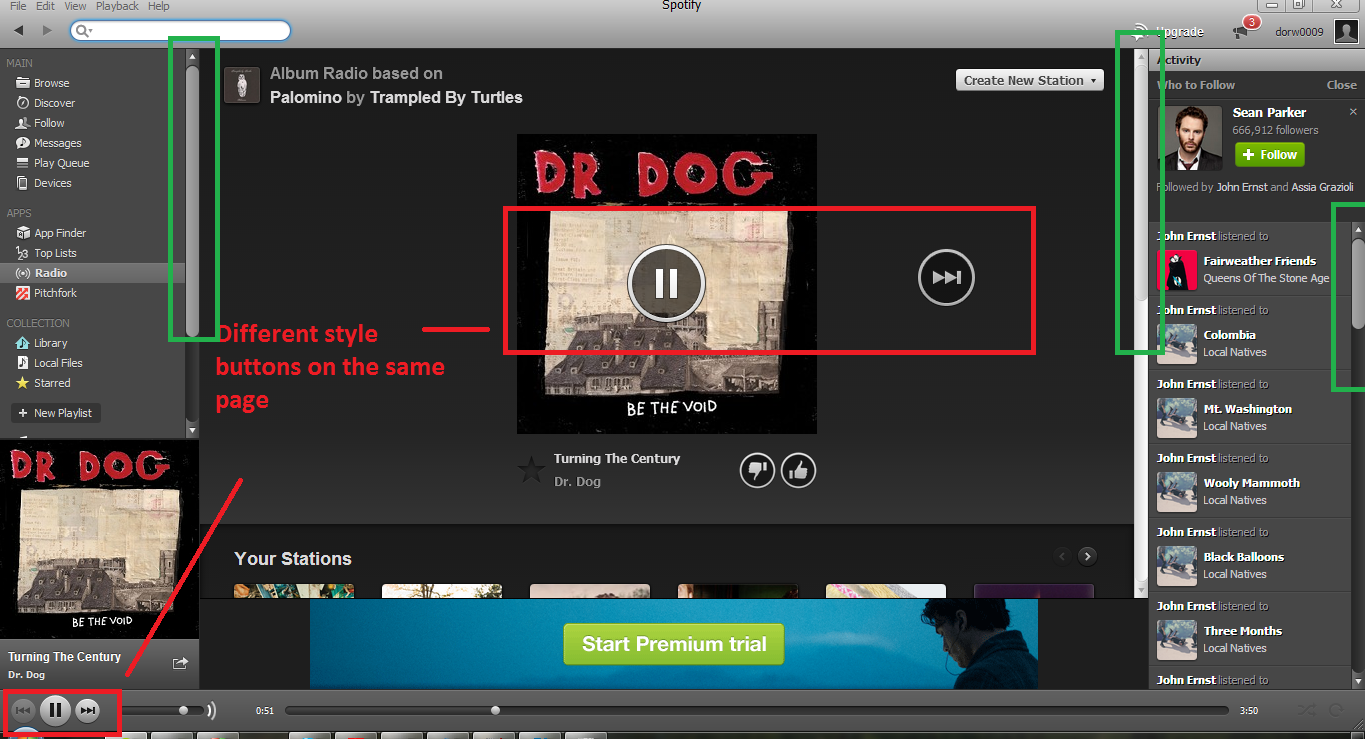 File Edit View Playback Help
Spotify
Upgrade
3
dorw0009
MAIN
Browse
Discover
Follow
Messages
Play Queue
Devices
APPS
App Finder
Top Lists
Radio
Pitchfork
COLLECTION
Library
Local Files
Starred
+ New Playlist
DR DOG
BE THE VOID
Turning The Century
Dr. Dog
Album Radio based on
Palomino by Trampled By Turtles
Create New Station
DR DOG
BE THE VOID
Different style
buttons on the same
page
Turning The Century
Dr. Dog
Your Stations
Start Premium trial
Activity
Who to Follow Close
Sean Parker
666,912 followers
+ Follow
Followed by John Ernst and Assia Grazioli
John Ernst listened to
Fairweather Friends
Queens Of The Stone Age
John Ernst listened to
Colombia
Local Natives
John Ernst listened to
Mt. Washington
Local Natives
John Ernst listened to
Wooly Mammoth
Local Natives
John Ernst listened to
Black Balloons
Local Natives
John Ernst listened to
Three Months
Local Natives
John Ernst listened to
0:51
3:50